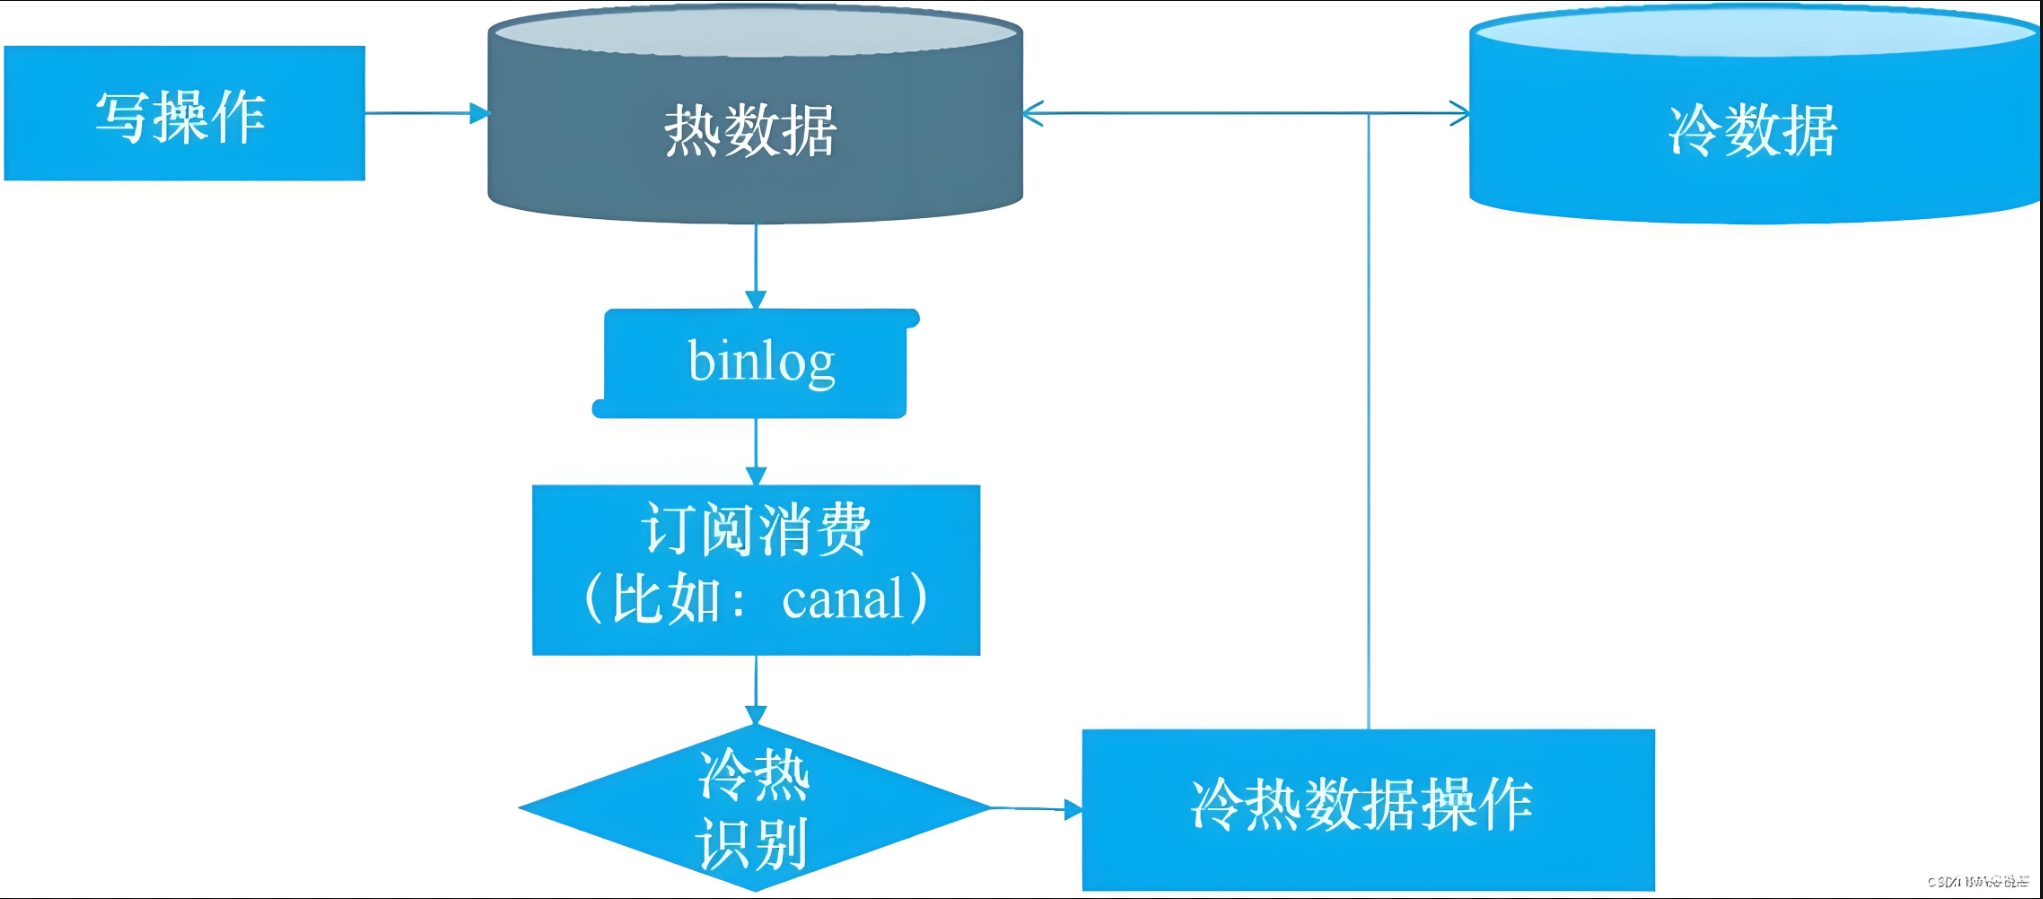 写操作
热数据
冷数据
binlog
订阅消费
（比如：canal）
冷热
识别
冷热数据操作
CSDN